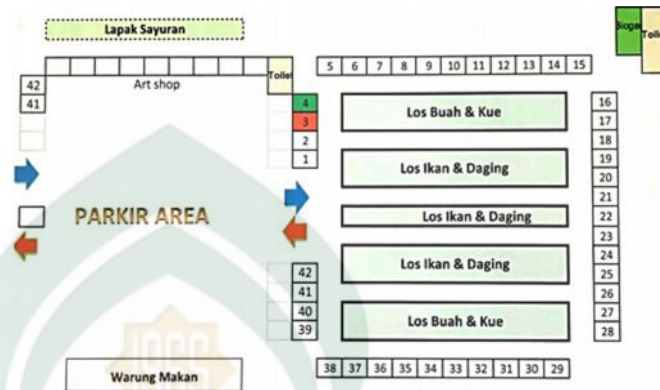 Lapak Sayuran
Biogas
Toilet
Toilet
5 6 7 8 9 10 11 12 13 14 15
42
Art shop
41
4
3
2
1
Los Buah & Kue
Los Ikan & Daging
Los Ikan & Daging
Los Ikan & Daging
Los Buah & Kue
16
17
18
19
20
21
22
23
24
25
26
27
28
PARKIR AREA
42
41
40
39
Warung Makan
38 37 36 35 34 33 32 31 30 29